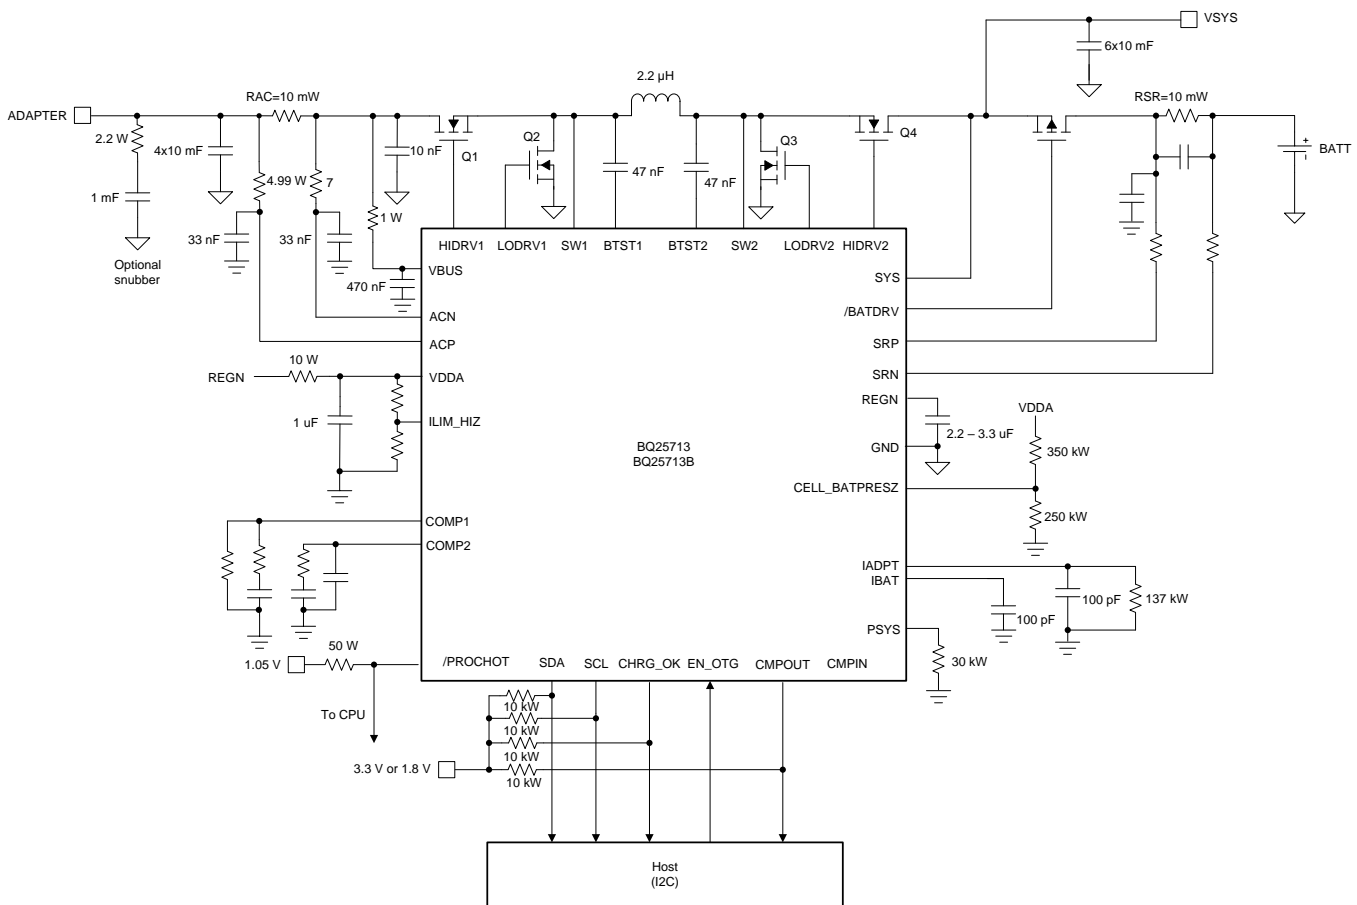 VSYS
6x10 mF
2.2 µH
RAC=10 mW
RSR=10 mW
ADAPTER
2.2 W
4x10 mF
10 nF
Q1
Q2
47 nF
47 nF
Q3
Q4
BATT
+
-
4.99 W
7
1 mF
1 W
33 nF
33 nF
Optional
snubber
470 nF
HIDRV1
LODRV1
SW1
BTST1
BTST2
SW2
LODRV2
HIDRV2
VBUS
SYS
ACN
/BATDRV
ACP
SRP
10 W
REGN
VDDA
SRN
REGN
VDDA
1 uF
ILIM_HIZ
2.2 – 3.3 uF
GND
350 kW
BQ25713
BQ25713B
CELL_BATPRESZ
250 kW
COMP1
COMP2
IADPT
IBAT
100 pF
137 kW
100 pF
PSYS
50 W
1.05 V
/PROCHOT
SDA
SCL
CHRG_OK
EN_OTG
CMPOUT
CMPIN
30 kW
To CPU
10 kW
10 kW
10 kW
3.3 V or 1.8 V
10 kW
Host
(I2C)